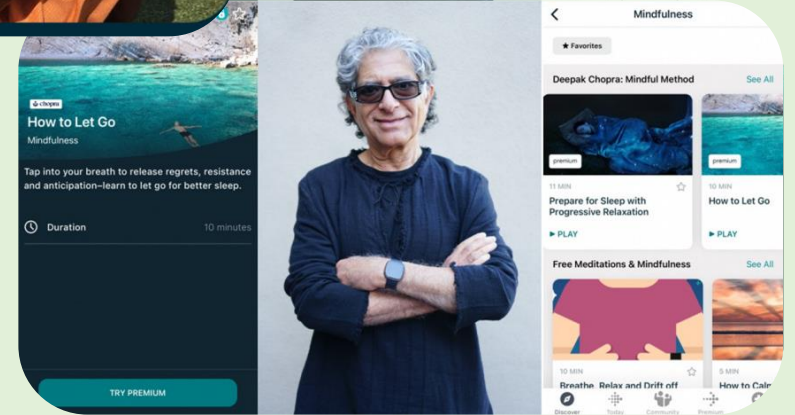 chopra
How to Let Go
Mindfulness
Tap into your breath to release regrets, resistance
and anticipation–learn to let go for better sleep.
Duration
10 minutes
TRY PREMIUM
Mindfulness
★ Favorites
Deepak Chopra: Mindful Method
See All
premium
11 MIN
Prepare for Sleep with
Progressive Relaxation
▶ PLAY
premium
10 MIN
How to Let Go
▶ PLAY
Free Meditations & Mindfulness
See All
10 MIN
Breathe, Relax and Drift off
5 MIN
How to Calm
Discover
Today
Community
Premium